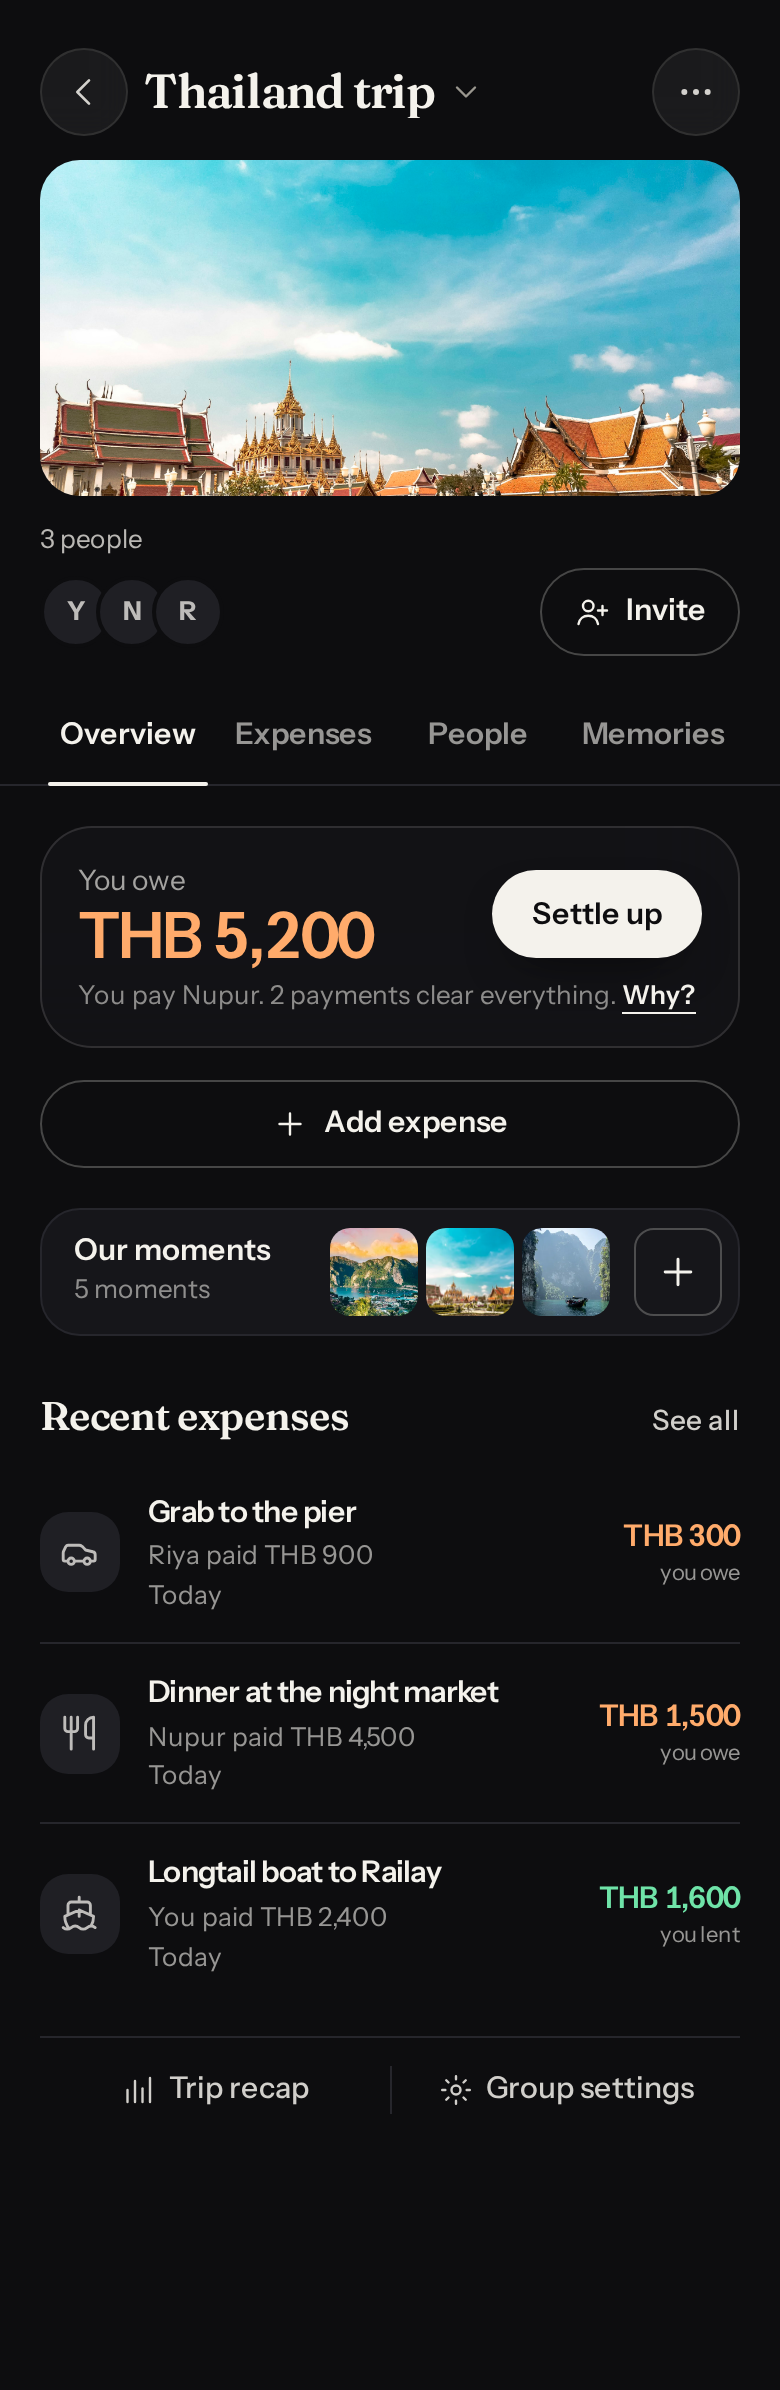 Thailand trip
3 people
Y N R
Invite
Overview Expenses People Memories
You owe
THB 5,200
Settle up
You pay Nupur. 2 payments clear everything. Why?
Add expense
Our moments
5 moments
Recent expenses
See all
Grab to the pier
Riya paid THB 900
Today
THB 300
you owe
Dinner at the night market
Nupur paid THB 4,500
Today
THB 1,500
you owe
Longtail boat to Railay
You paid THB 2,400
Today
THB 1,600
you lent
Trip recap
Group settings